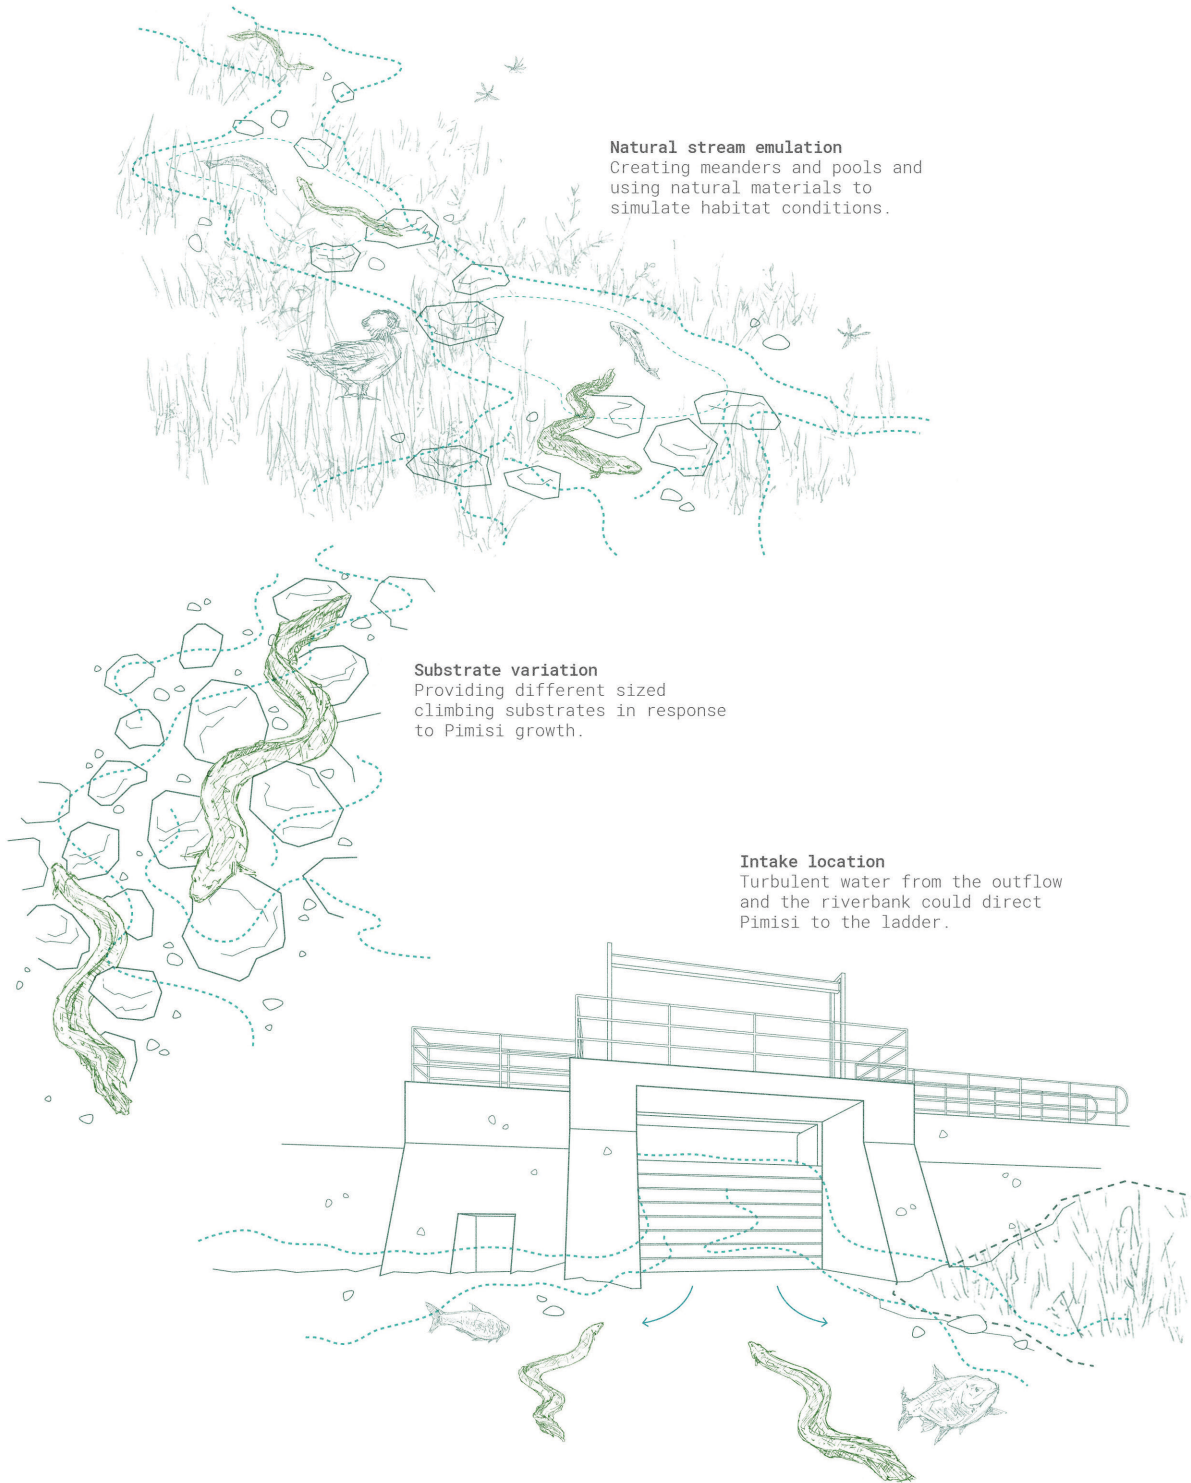 Natural stream emulation
Creating meanders and pools and
using natural materials to
simulate habitat conditions.
Substrate variation
Providing different sized
climbing substrates in response
to Pimisi growth.
Intake location
Turbulent water from the outflow
and the riverbank could direct
Pimisi to the ladder.